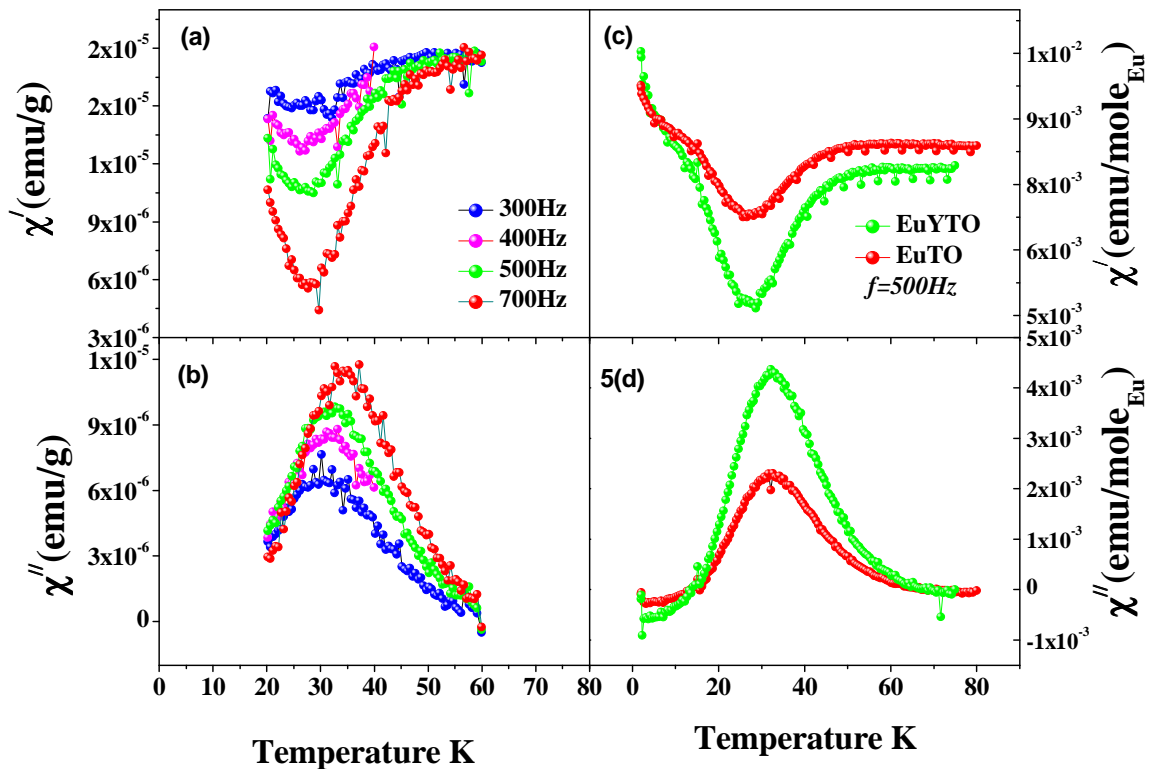 (a)
χ′(emu/g)
2x10⁻⁵
2x10⁻⁵
1x10⁻⁵
9x10⁻⁶
6x10⁻⁶
3x10⁻⁶
300Hz
400Hz
500Hz
700Hz
(c)
1x10⁻²
9x10⁻³
8x10⁻³
6x10⁻³
5x10⁻³
χ′(emu/mole_Eu)
EuYTO
EuTO
f=500Hz
(b)
χ″(emu/g)
1x10⁻⁵
9x10⁻⁶
6x10⁻⁶
3x10⁻⁶
0
0 10 20 30 40 50 60 70 80
Temperature K
5(d)
5x10⁻³
4x10⁻³
3x10⁻³
2x10⁻³
1x10⁻³
0
-1x10⁻³
χ″(emu/mole_Eu)
0 20 40 60 80
Temperature K